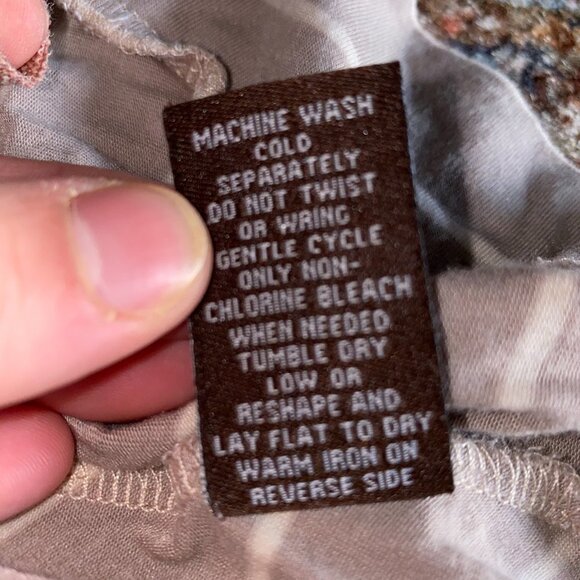 MACHINE WASH
COLD
SEPARATELY
DO NOT TWIST
OR WRING
GENTLE CYCLE
ONLY NON-
CHLORINE BLEACH
WHEN NEEDED
TUMBLE DRY
LOW OR
RESHAPE AND
LAY FLAT TO DRY
WARM IRON ON
REVERSE SIDE